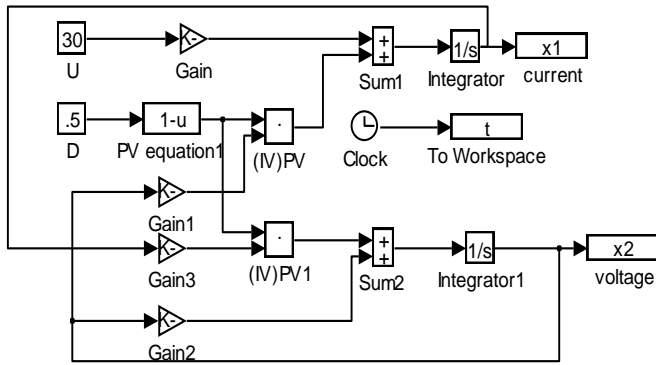 30
U
K-
Gain
+
+
Sum1
1/s
Integrator
x1
current
.5
D
1-u
PV equation1
.
(IV)PV
Clock
t
To Workspace
K-
Gain1
K-
Gain3
.
(IV)PV1
+
+
Sum2
1/s
Integrator1
x2
voltage
K-
Gain2